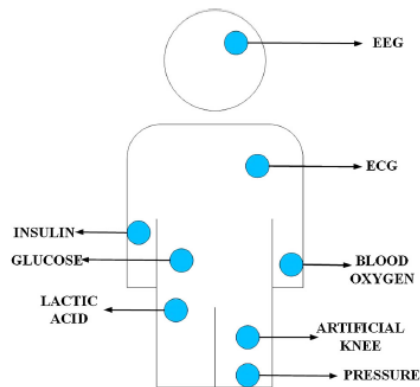 EEG
ECG
INSULIN
GLUCOSE
BLOOD
OXYGEN
LACTIC
ACID
ARTIFICIAL
KNEE
PRESSURE